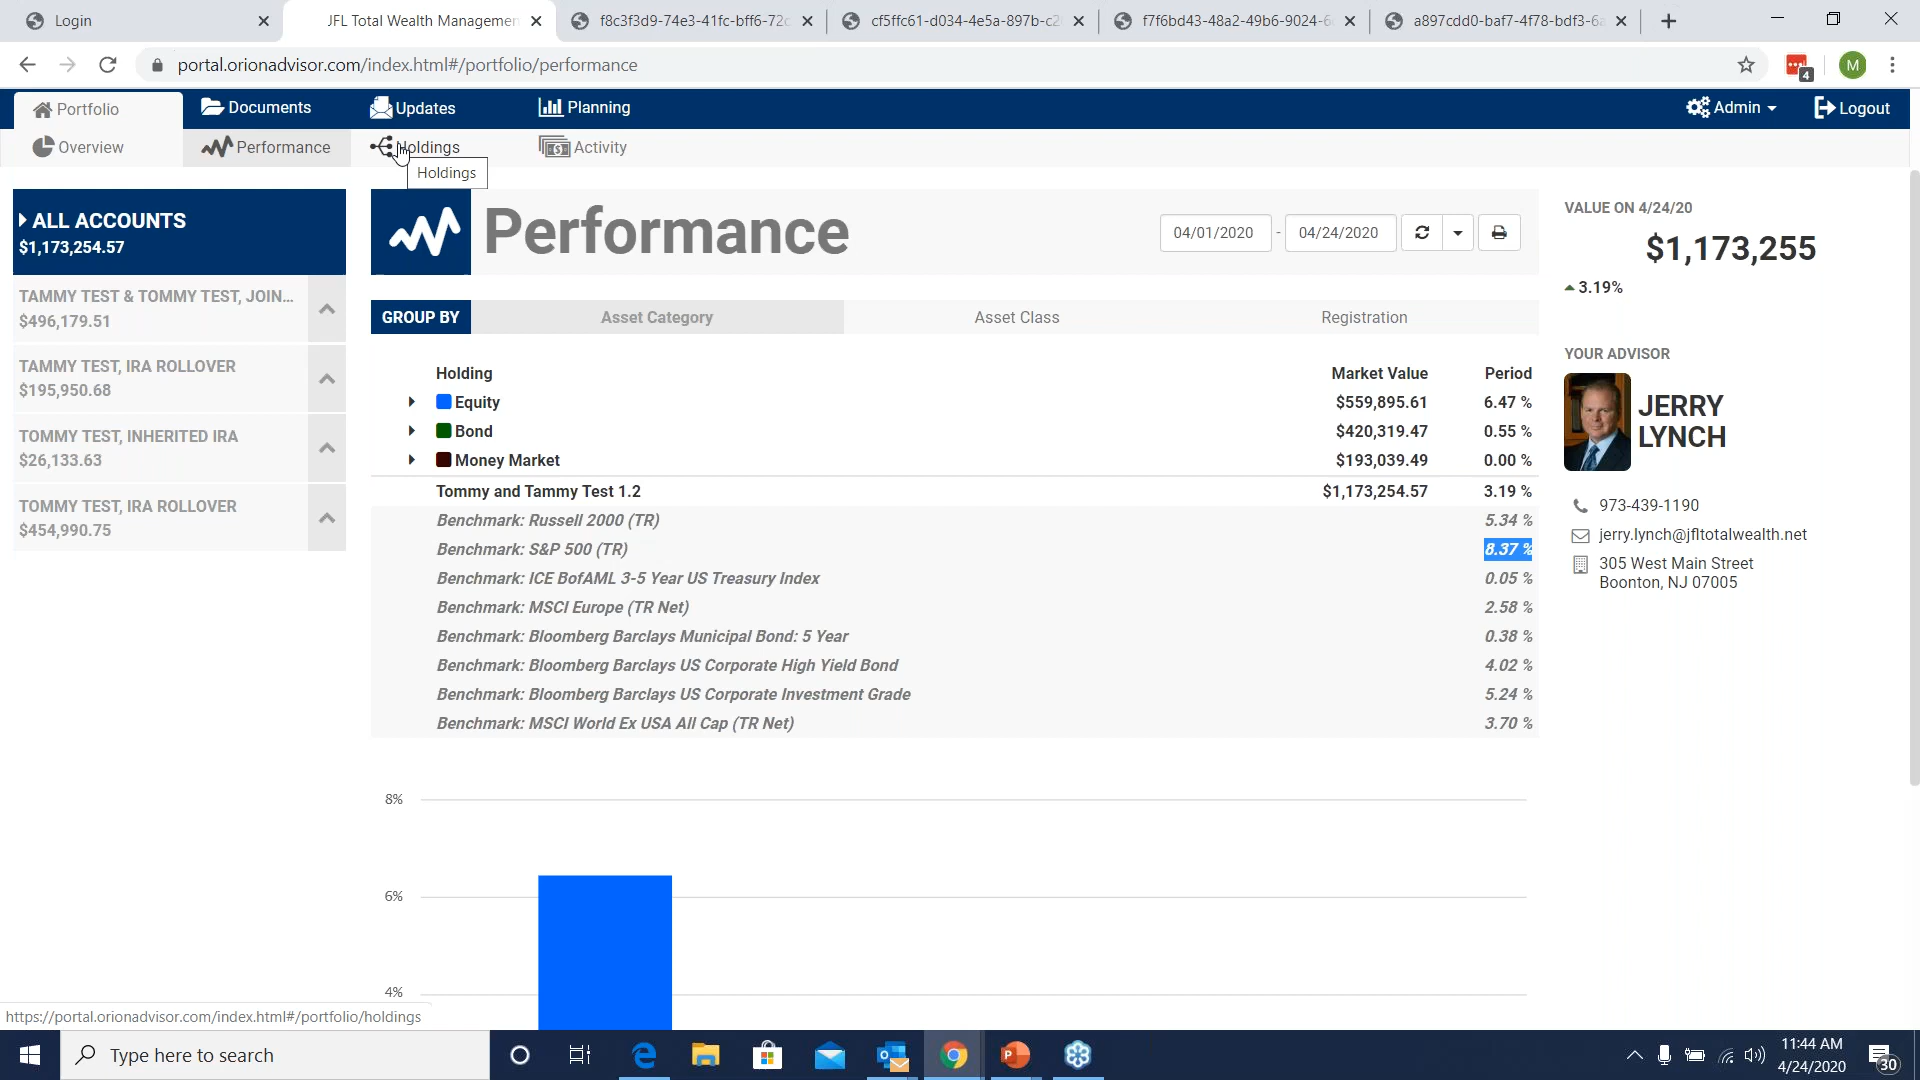 Login
JFL Total Wealth Managemen
f8c3f3d9-74e3-41fc-bff6-72c
cf5ffc61-d034-4e5a-897b-c2
f7f6bd43-48a2-49b6-9024-6
a897cdd0-baf7-4f78-bdf3-6a
portal.orionadvisor.com/index.html#/portfolio/performance
4
M
Portfolio
Documents
Updates
Planning
Admin
Logout
Overview
Performance
Holdings
Activity
Holdings
ALL ACCOUNTS
$1,173,254.57
TAMMY TEST & TOMMY TEST, JOIN...
$496,179.51
TAMMY TEST, IRA ROLLOVER
$195,950.68
TOMMY TEST, INHERITED IRA
$26,133.63
TOMMY TEST, IRA ROLLOVER
$454,990.75
Performance
04/01/2020 - 04/24/2020
GROUP BY Asset Category Asset Class Registration
Holding Market Value Period
Equity $559,895.61 6.47 %
Bond $420,319.47 0.55 %
Money Market $193,039.49 0.00 %
Tommy and Tammy Test 1.2 $1,173,254.57 3.19 %
Benchmark: Russell 2000 (TR) 5.34 %
Benchmark: S&P 500 (TR) 8.37 %
Benchmark: ICE BofAML 3-5 Year US Treasury Index 0.05 %
Benchmark: MSCI Europe (TR Net) 2.58 %
Benchmark: Bloomberg Barclays Municipal Bond: 5 Year 0.38 %
Benchmark: Bloomberg Barclays US Corporate High Yield Bond 4.02 %
Benchmark: Bloomberg Barclays US Corporate Investment Grade 5.24 %
Benchmark: MSCI World Ex USA All Cap (TR Net) 3.70 %
8%
6%
4%
VALUE ON 4/24/20
$1,173,255
3.19%
YOUR ADVISOR
JERRY
LYNCH
973-439-1190
jerry.lynch@jfltotalwealth.net
305 West Main Street
Boonton, NJ 07005
https://portal.orionadvisor.com/index.html#/portfolio/holdings
Type here to search
11:44 AM
4/24/2020
30